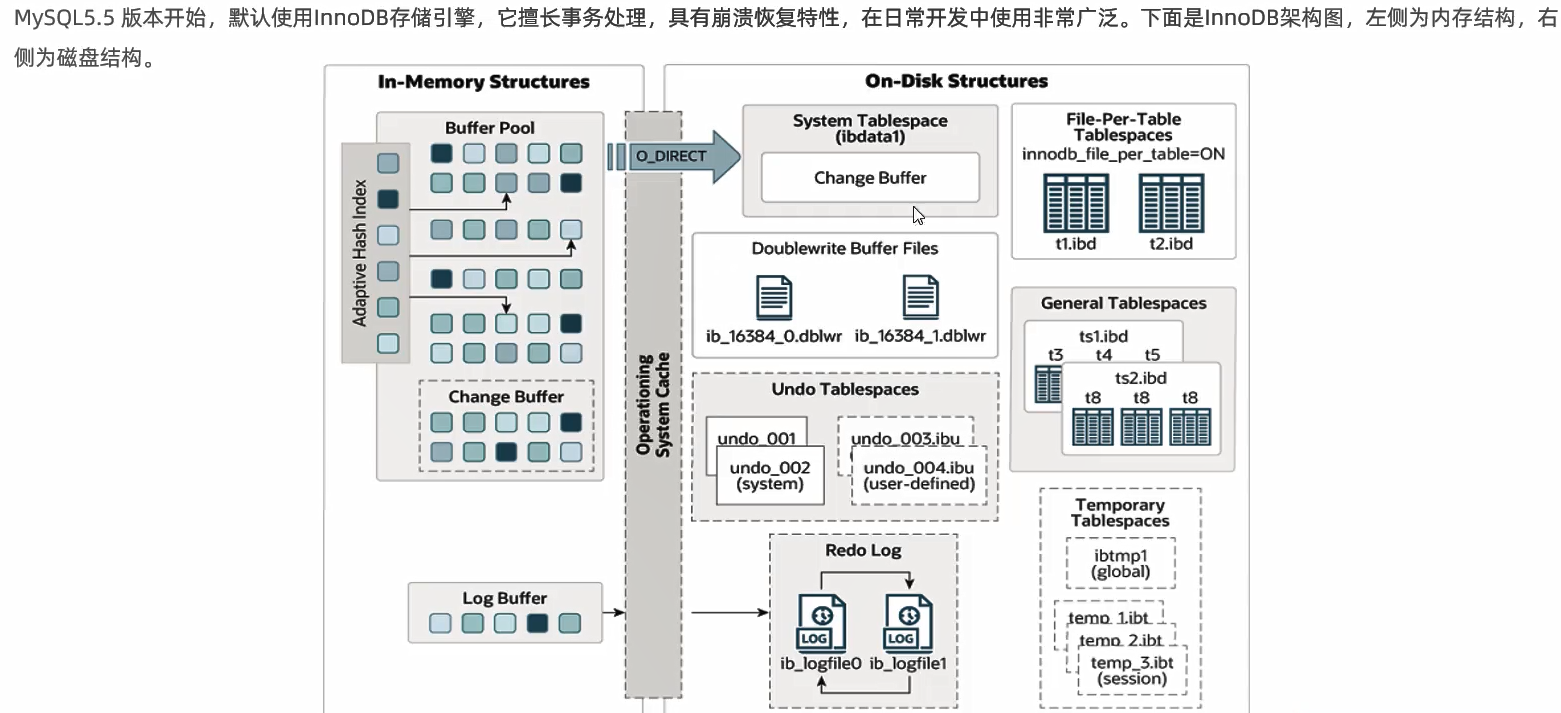 MySQL5.5 版本开始，默认使用InnoDB存储引擎，它擅长事务处理，具有崩溃恢复特性，在日常开发中使用非常广泛。下面是InnoDB架构图，左侧为内存结构，右
侧为磁盘结构。
In-Memory Structures
Buffer Pool
Adaptive Hash Index
Change Buffer
Log Buffer
Operationing
System Cache
O_DIRECT
On-Disk Structures
System Tablespace
(ibdata1)
Change Buffer
File-Per-Table
Tablespaces
innodb_file_per_table=ON
t1.ibd
t2.ibd
Doublewrite Buffer Files
ib_16384_0.dblwr
ib_16384_1.dblwr
General Tablespaces
ts1.ibd
t3 t4 t5
ts2.ibd
t8 t8 t8
Undo Tablespaces
undo_001
undo_002
(system)
undo_003.ibu
undo_004.ibu
(user-defined)
Redo Log
LOG
LOG
ib_logfile0 ib_logfile1
Temporary
Tablespaces
ibtmp1
(global)
temp_1.ibt
temp_2.ibt
temp_3.ibt
(session)